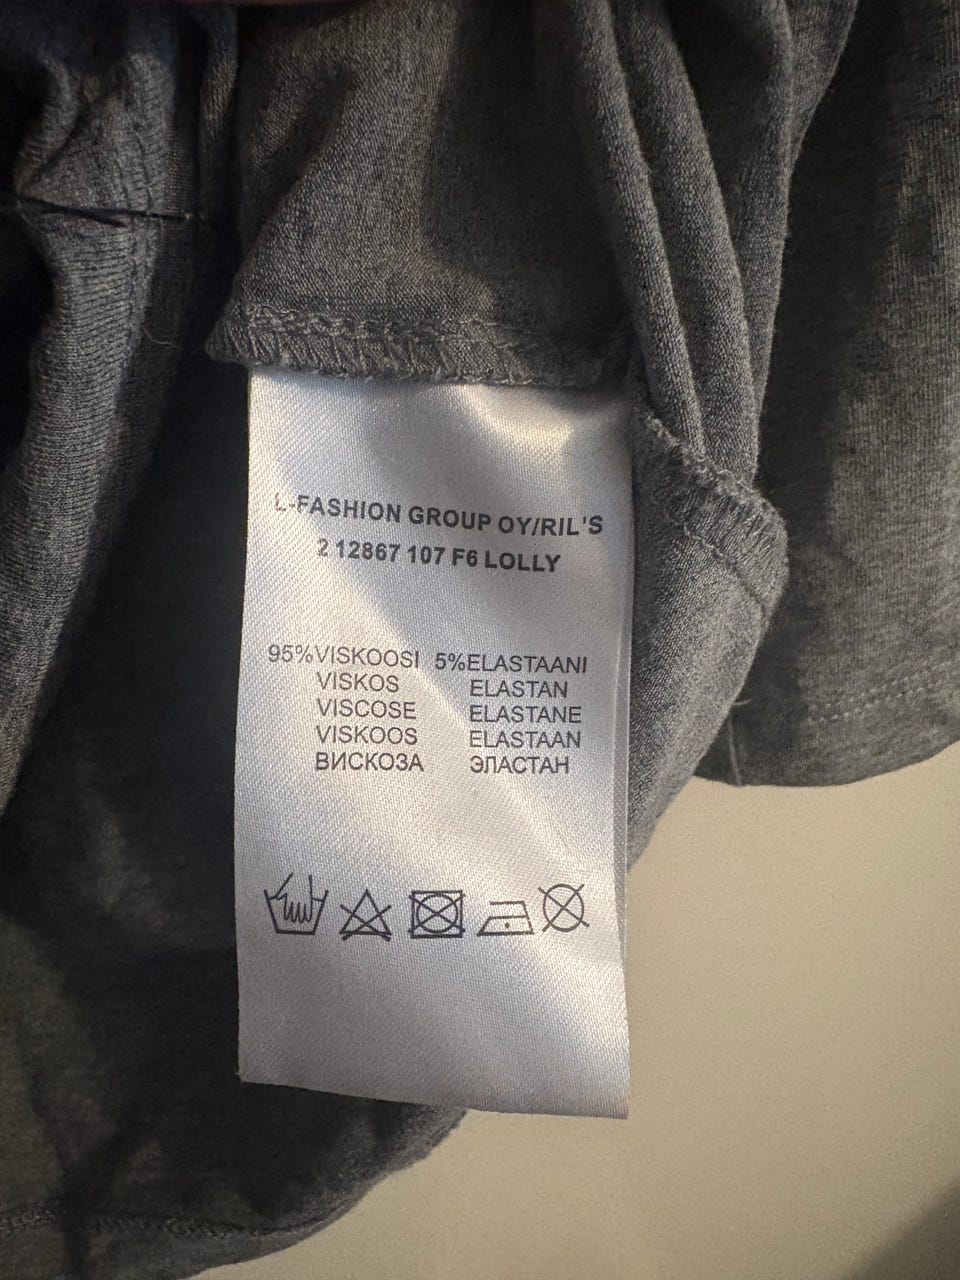 L-FASHION GROUP OY/RIL'S
2 12867 107 F6 LOLLY
95%VISKOOSI 5%ELASTAANI
VISKOS ELASTAN
VISCOSE ELASTANE
VISKOOS ELASTAAN
ВИСКОЗА ЭЛАСТАН